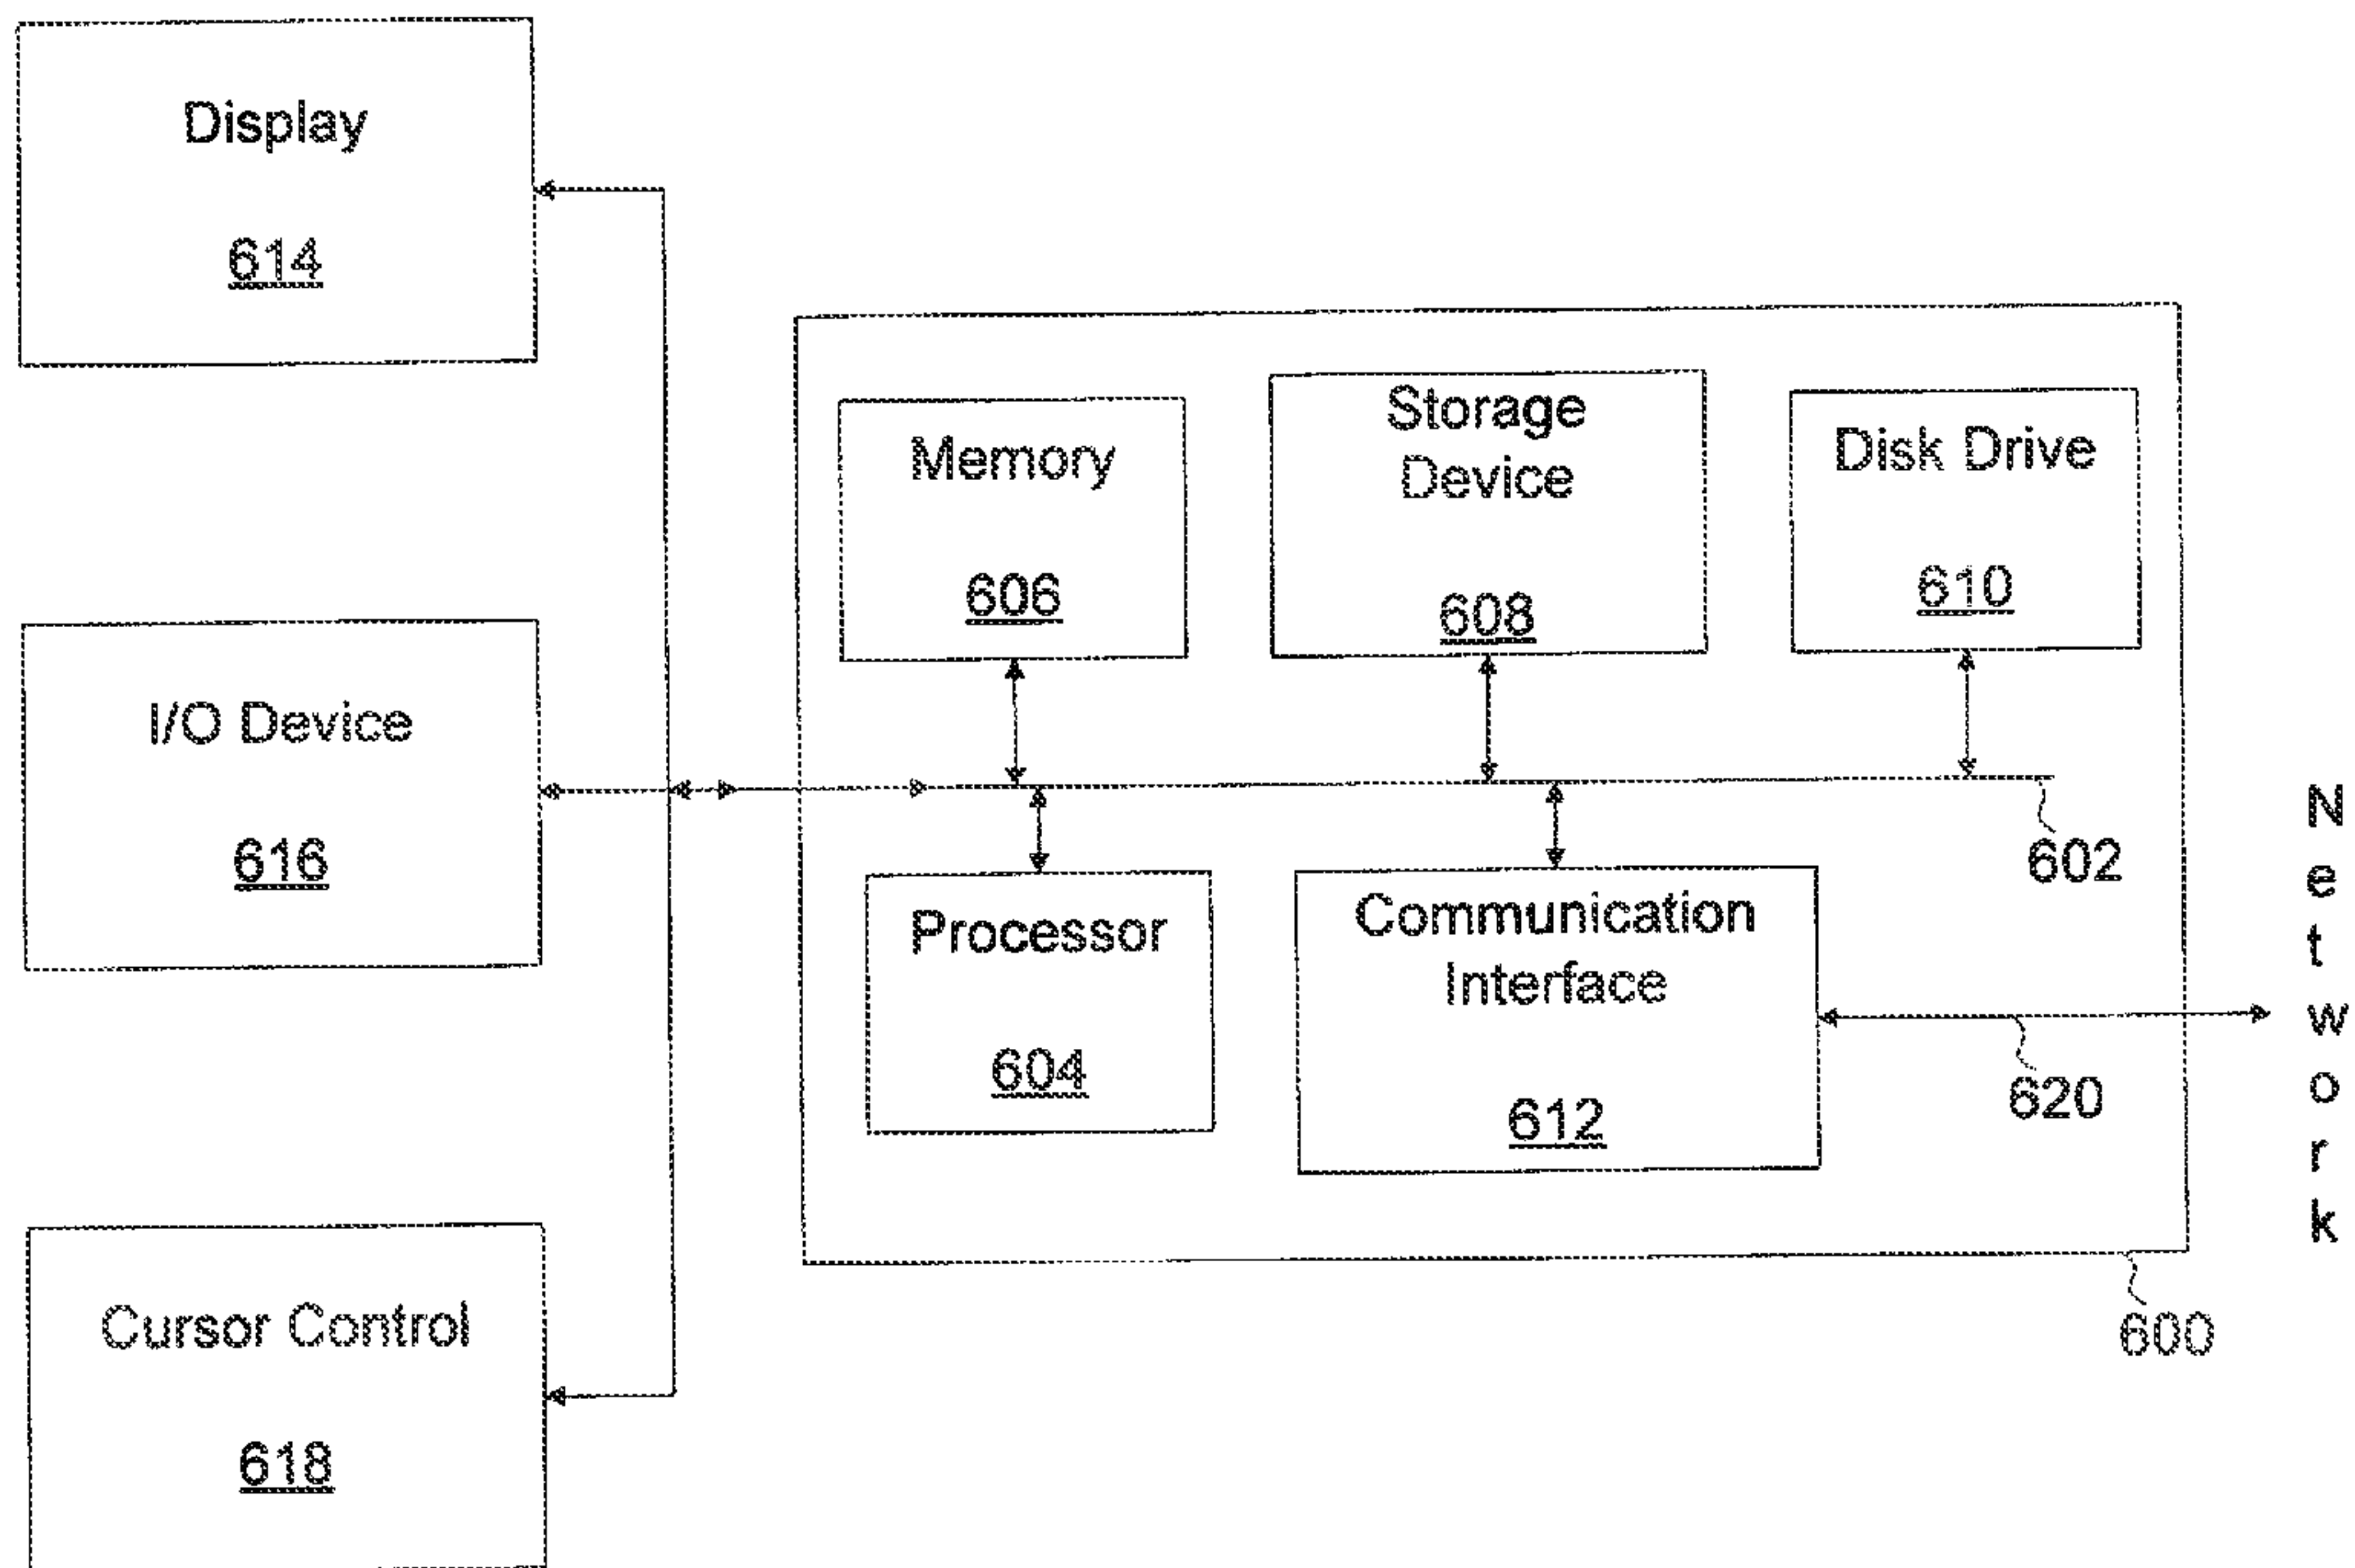 Display
614
Memory
606
Storage
Device
608
Disk Drive
610
I/O Device
616
602
Processor
604
Communication
Interface
612
620
Network
Cursor Control
618
600